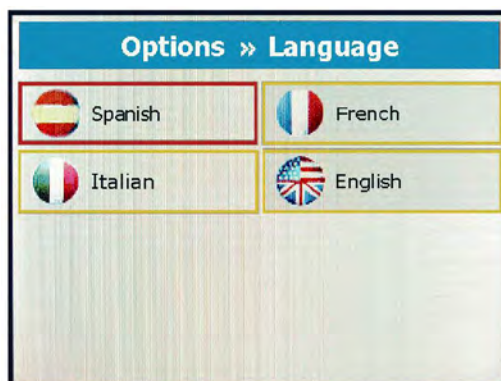 Options » Language
Spanish
French
Italian
English